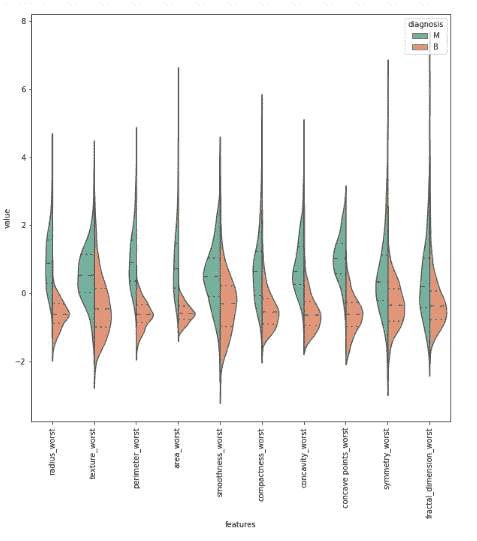 8
6
4
2
0
−2
value
diagnosis
M
B
radius_worst
texture_worst
perimeter_worst
area_worst
smoothness_worst
compactness_worst
concavity_worst
concave points_worst
symmetry_worst
fractal_dimension_worst
features